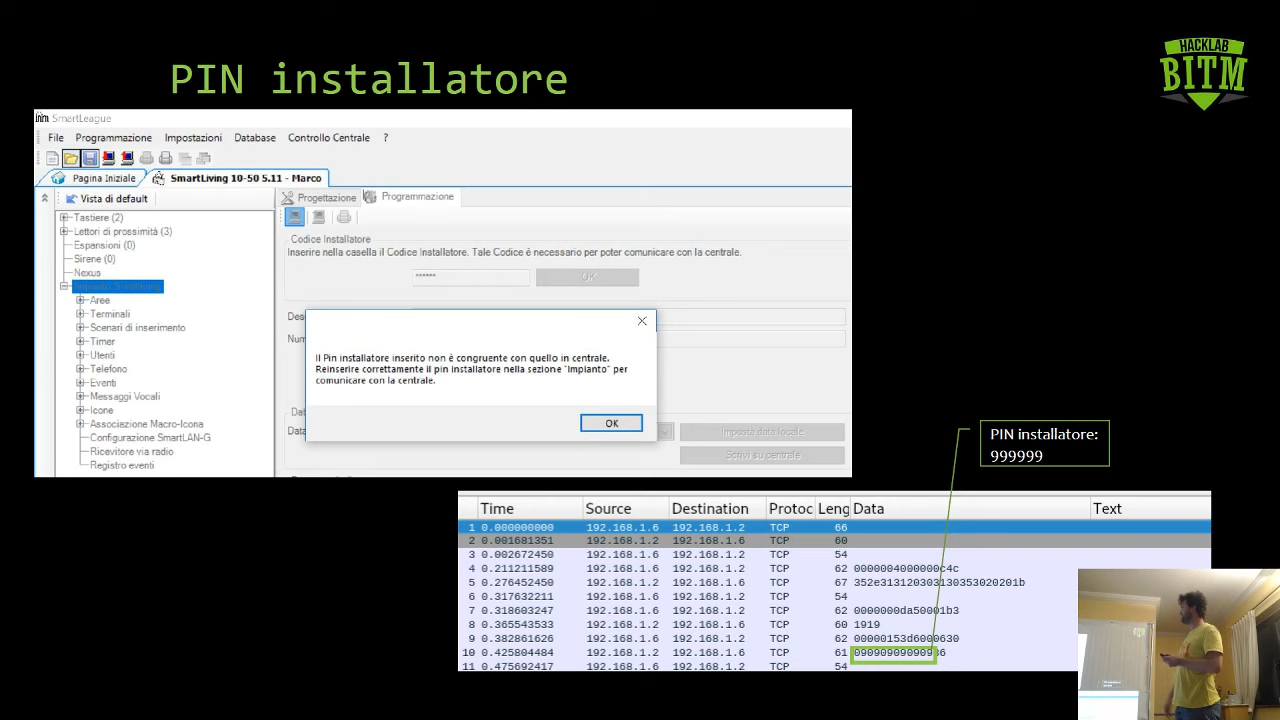 PIN installatore
HACKLAB
BITM
inim SmartLeague
File Programmazione Impostazioni Database Controllo Centrale ?
Pagina Iniziale SmartLiving 10-50 5.11 - Marco
Vista di default
Progettazione Programmazione
Tastiere (2)
Lettori di prossimità (3)
Espansioni (0)
Sirene (0)
Nexus
Impianto SmartLiving
Aree
Terminali
Scenari di inserimento
Timer
Utenti
Telefono
Eventi
Messaggi Vocali
Icone
Associazione Macro-Icona
Configurazione SmartLAN-G
Ricevitore via radio
Registro eventi
Codice Installatore
Inserire nella casella il Codice Installatore. Tale Codice è necessario per poter comunicare con la centrale.
****** OK
Num
Il Pin installatore inserito non è congruente con quello in centrale.
Reinserire correttamente il pin installatore nella sezione "Impianto" per
comunicare con la centrale.
OK
Imposta data locale
Scrivi su centrale
PIN installatore:
999999
Time Source Destination Protoc Leng Data Text
1 0.000000000 192.168.1.6 192.168.1.2 TCP 66
2 0.001681351 192.168.1.2 192.168.1.6 TCP 60
3 0.002672450 192.168.1.6 192.168.1.2 TCP 54
4 0.211211589 192.168.1.6 192.168.1.2 TCP 62 0000004000000c4c
5 0.276452450 192.168.1.2 192.168.1.6 TCP 67 352e313120303130353020201b
6 0.317632211 192.168.1.6 192.168.1.2 TCP 54
7 0.318603247 192.168.1.6 192.168.1.2 TCP 62 0000000da50001b3
8 0.365543533 192.168.1.2 192.168.1.6 TCP 60 1919
9 0.382861626 192.168.1.6 192.168.1.2 TCP 62 00000153d6000630
10 0.425804484 192.168.1.2 192.168.1.6 TCP 61 09090909090936
11 0.475692417 192.168.1.6 192.168.1.2 TCP 54